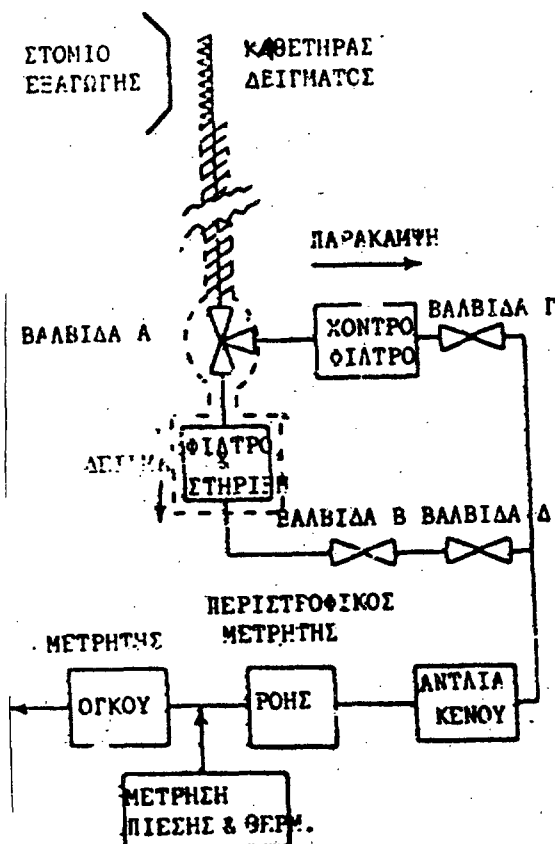 ΣΤΟΜΙΟ
ΕΞΑΓΩΓΗΣ
ΚΑΘΕΤΗΡΑΣ
ΔΕΙΓΜΑΤΟΣ
ΠΑΡΑΚΑΜΨΗ
ΒΑΛΒΙΔΑ Α
ΧΟΝΤΡΟ
ΦΙΛΤΡΟ
ΒΑΛΒΙΔΑ Γ
ΔΕΙΓΜΑ
ΦΙΛΤΡΟ
&
ΣΤΗΡΙΞΗ
ΒΑΛΒΙΔΑ Β ΒΑΛΒΙΔΑ Δ
ΠΕΡΙΣΤΡΟΦΙΚΟΣ
ΜΕΤΡΗΤΗΣ
ΜΕΤΡΗΤΗΣ
ΟΓΚΟΥ
ΡΟΗΣ
ΑΝΤΛΙΑ
ΚΕΝΟΥ
ΜΕΤΡΗΣΗ
ΠΙΕΣΗΣ & ΘΕΡΜ.